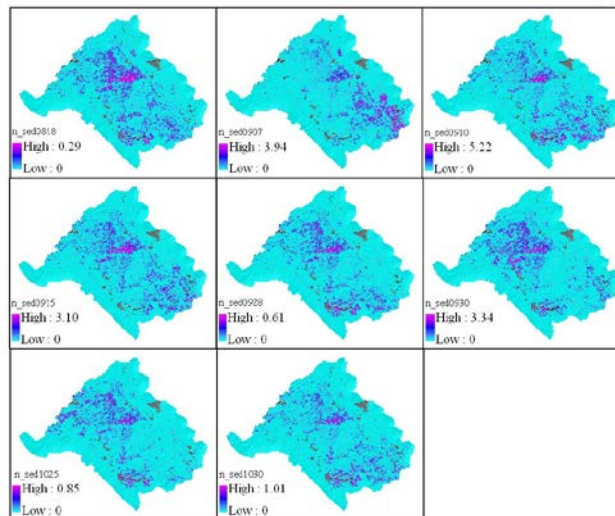 n_sed0818
High : 0.29
Low : 0
n_sed0907
High : 3.94
Low : 0
n_sed0910
High : 5.22
Low : 0
n_sed0915
High : 3.10
Low : 0
n_sed0928
High : 0.61
Low : 0
n_sed0930
High : 3.34
Low : 0
n_sed1025
High : 0.85
Low : 0
n_sed1030
High : 1.01
Low : 0